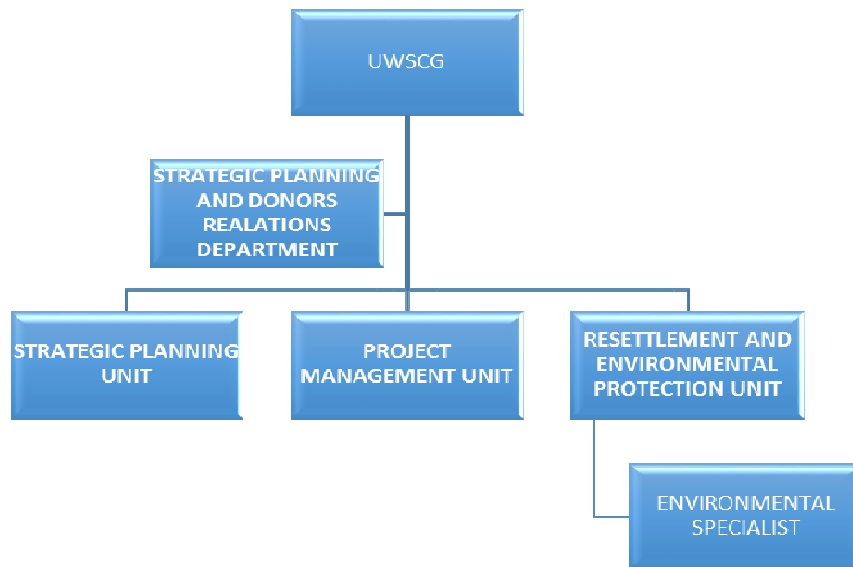 UWSCG
STRATEGIC PLANNING
AND DONORS
REALATIONS
DEPARTMENT
STRATEGIC PLANNING
UNIT
PROJECT
MANAGEMENT UNIT
RESETTLEMENT AND
ENVIRONMENTAL
PROTECTION UNIT
ENVIRONMENTAL
SPECIALIST